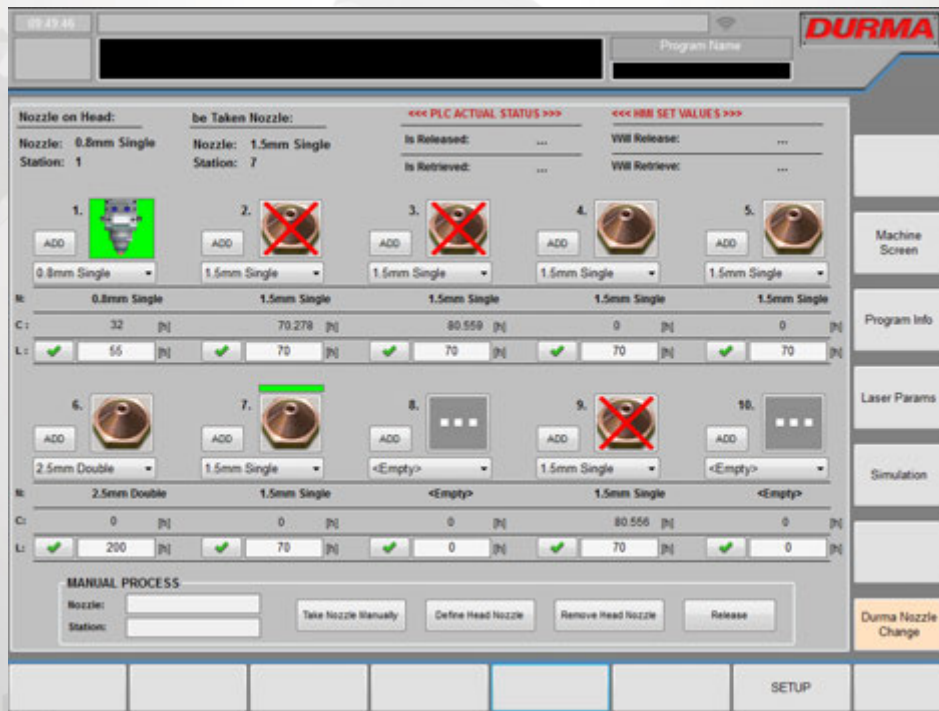 09:49:46
DURMA
Program Name
Nozzle on Head:
be Taken Nozzle:
<<< PLC ACTUAL STATUS >>>
<<< HMI SET VALUES >>>
Nozzle: 0.8mm Single
Nozzle: 1.5mm Single
Is Released: ...
Will Release: ...
Station: 1
Station: 7
Is Retrieved: ...
Will Retrieve: ...
1. 2. 3. 4. 5.
ADD ADD ADD ADD ADD
0.8mm Single 1.5mm Single 1.5mm Single 1.5mm Single 1.5mm Single
N: 0.8mm Single 1.5mm Single 1.5mm Single 1.5mm Single 1.5mm Single
C: 32 [h] 70.278 [h] 80.559 [h] 0 [h] 0 [h]
L: 55 [h] 70 [h] 70 [h] 70 [h] 70 [h]
6. 7. 8. 9. 10.
ADD ADD ADD ADD ADD
2.5mm Double 1.5mm Single <Empty> 1.5mm Single <Empty>
N: 2.5mm Double 1.5mm Single <Empty> 1.5mm Single <Empty>
C: 0 [h] 0 [h] 0 [h] 80.556 [h] 0 [h]
L: 200 [h] 70 [h] 0 [h] 70 [h] 0 [h]
MANUAL PROCESS
Nozzle:
Station:
Take Nozzle Manually
Define Head Nozzle
Remove Head Nozzle
Release
Machine
Screen
Program Info
Laser Params
Simulation
Durma Nozzle
Change
SETUP